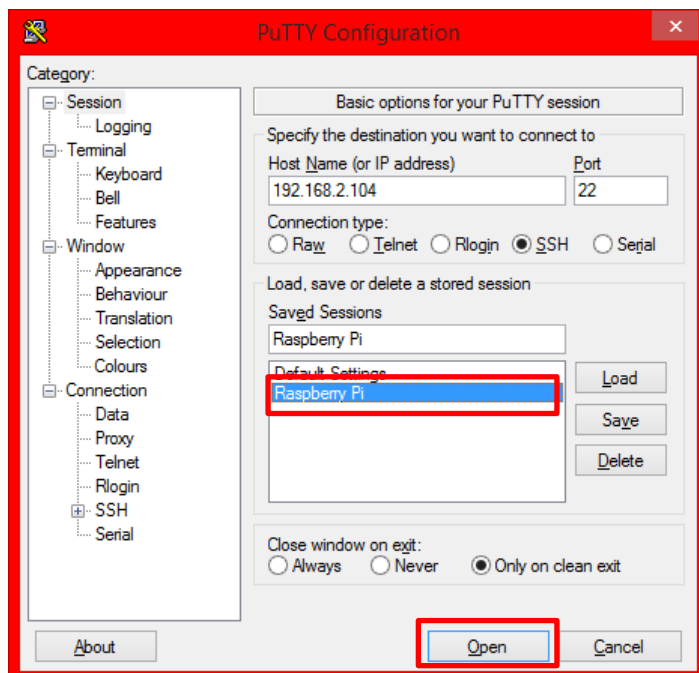 PuTTY Configuration
Category:
Session
Logging
Terminal
Keyboard
Bell
Features
Window
Appearance
Behaviour
Translation
Selection
Colours
Connection
Data
Proxy
Telnet
Rlogin
SSH
Serial
Basic options for your PuTTY session
Specify the destination you want to connect to
Host Name (or IP address) Port
192.168.2.104 22
Connection type:
Raw Telnet Rlogin SSH Serial
Load, save or delete a stored session
Saved Sessions
Raspberry Pi
Default Settings
Raspberry Pi
Load
Save
Delete
Close window on exit:
Always Never Only on clean exit
About Open Cancel